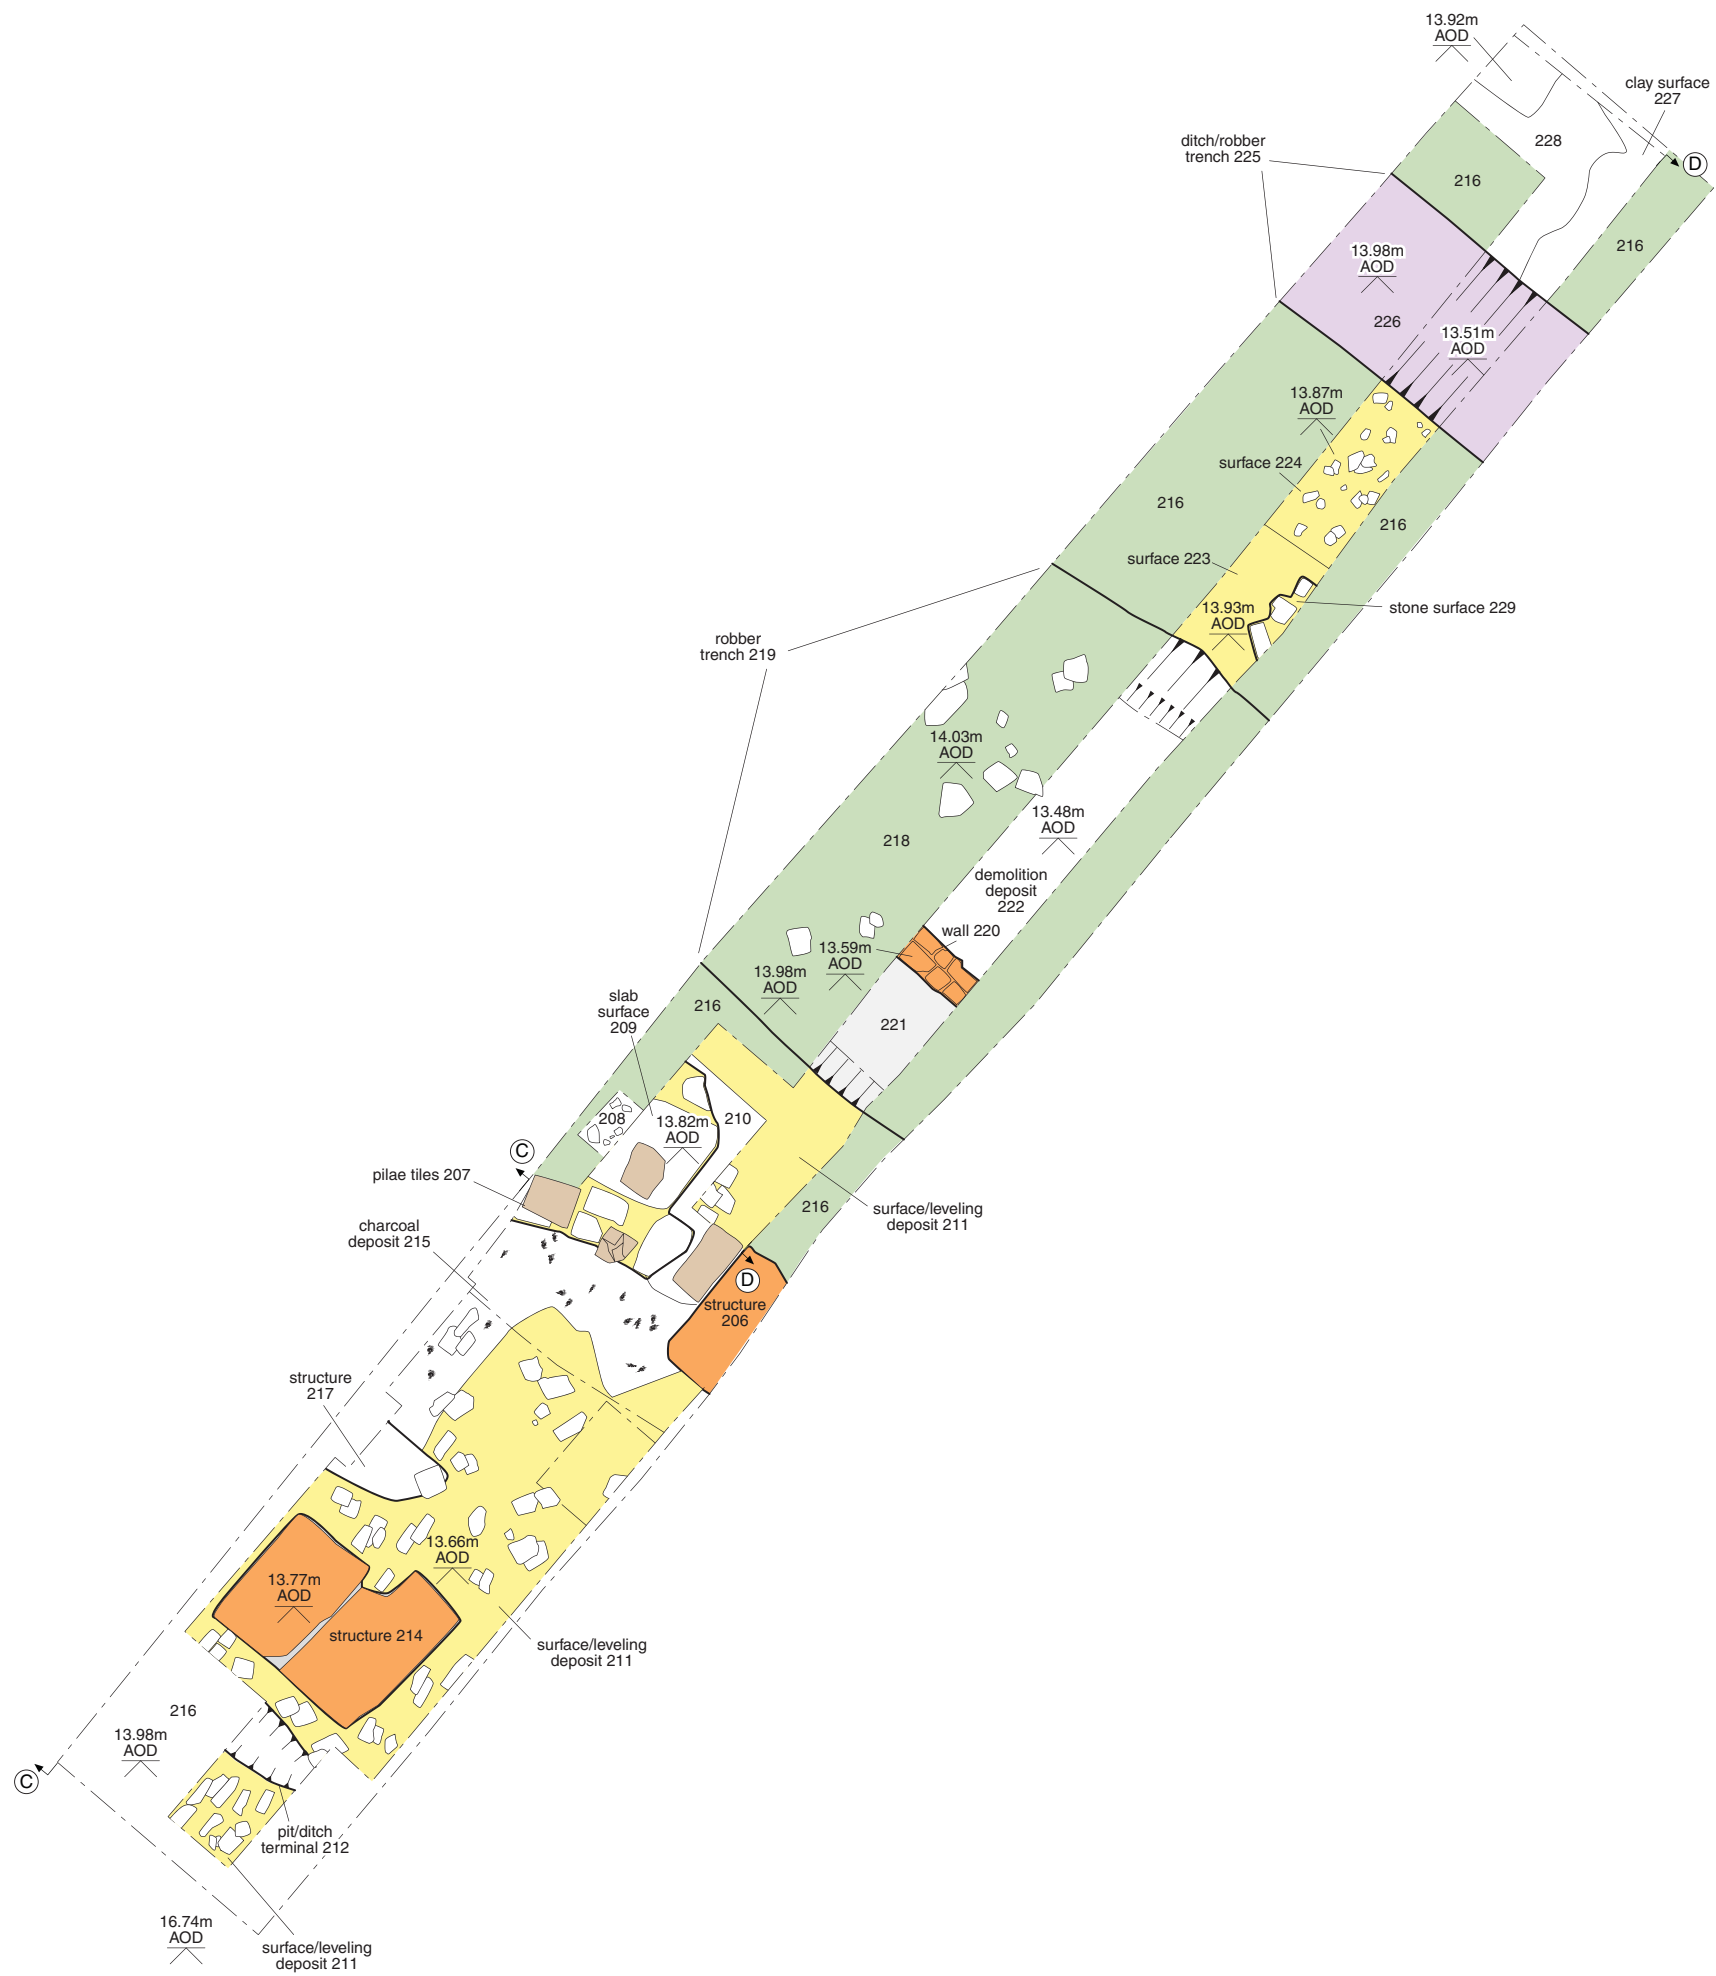 13.92m
AOD
clay surface
227
228
ditch/robber
trench 225
D
216
216
13.98m
AOD
226
13.51m
AOD
13.87m
AOD
surface 224
216
216
surface 223
13.93m
AOD
stone surface 229
robber
trench 219
14.03m
AOD
13.48m
AOD
218
demolition
deposit
222
wall 220
13.59m
AOD
13.98m
AOD
slab
surface
209
216
221
208
13.82m
AOD
210
C
pilae tiles 207
216
surface/leveling
deposit 211
charcoal
deposit 215
D
structure
206
structure
217
13.66m
AOD
13.77m
AOD
structure 214
surface/leveling
deposit 211
216
13.98m
AOD
C
pit/ditch
terminal 212
16.74m
AOD
surface/leveling
deposit 211